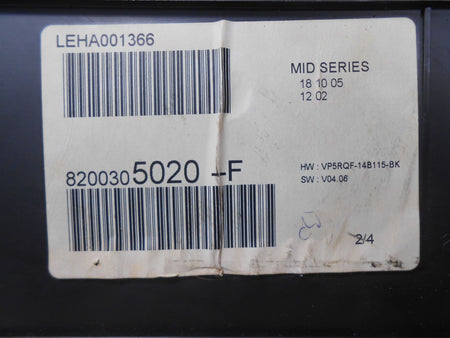 LEHA001366
MID SERIES
18 10 05
12 02
8200305020--F
HW : VP5RQF-14B115-BK
SW : V04.06
2/4